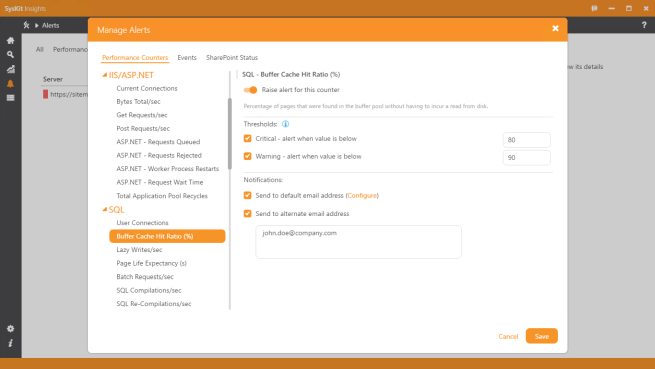 SysKit Insights
Alerts
?
All Performanc
ew its details
Server
https://sitem
Manage Alerts
Performance Counters Events SharePoint Status
IIS/ASP.NET
Current Connections
Bytes Total/sec
Get Requests/sec
Post Requests/sec
ASP.NET - Requests Queued
ASP.NET - Requests Rejected
ASP.NET - Worker Process Restarts
ASP.NET - Request Wait Time
Total Application Pool Recycles
SQL
User Connections
Buffer Cache Hit Ratio (%)
Lazy Writes/sec
Page Life Expectancy (s)
Batch Requests/sec
SQL Compilations/sec
SQL Re-Compilations/sec
SQL - Buffer Cache Hit Ratio (%)
Raise alert for this counter
Percentage of pages that were found in the buffer pool without having to incur a read from disk.
Thresholds:
Critical - alert when value is below 80
Warning - alert when value is below 90
Notifications:
Send to default email address (Configure)
Send to alternate email address
john.doe@company.com
Cancel Save